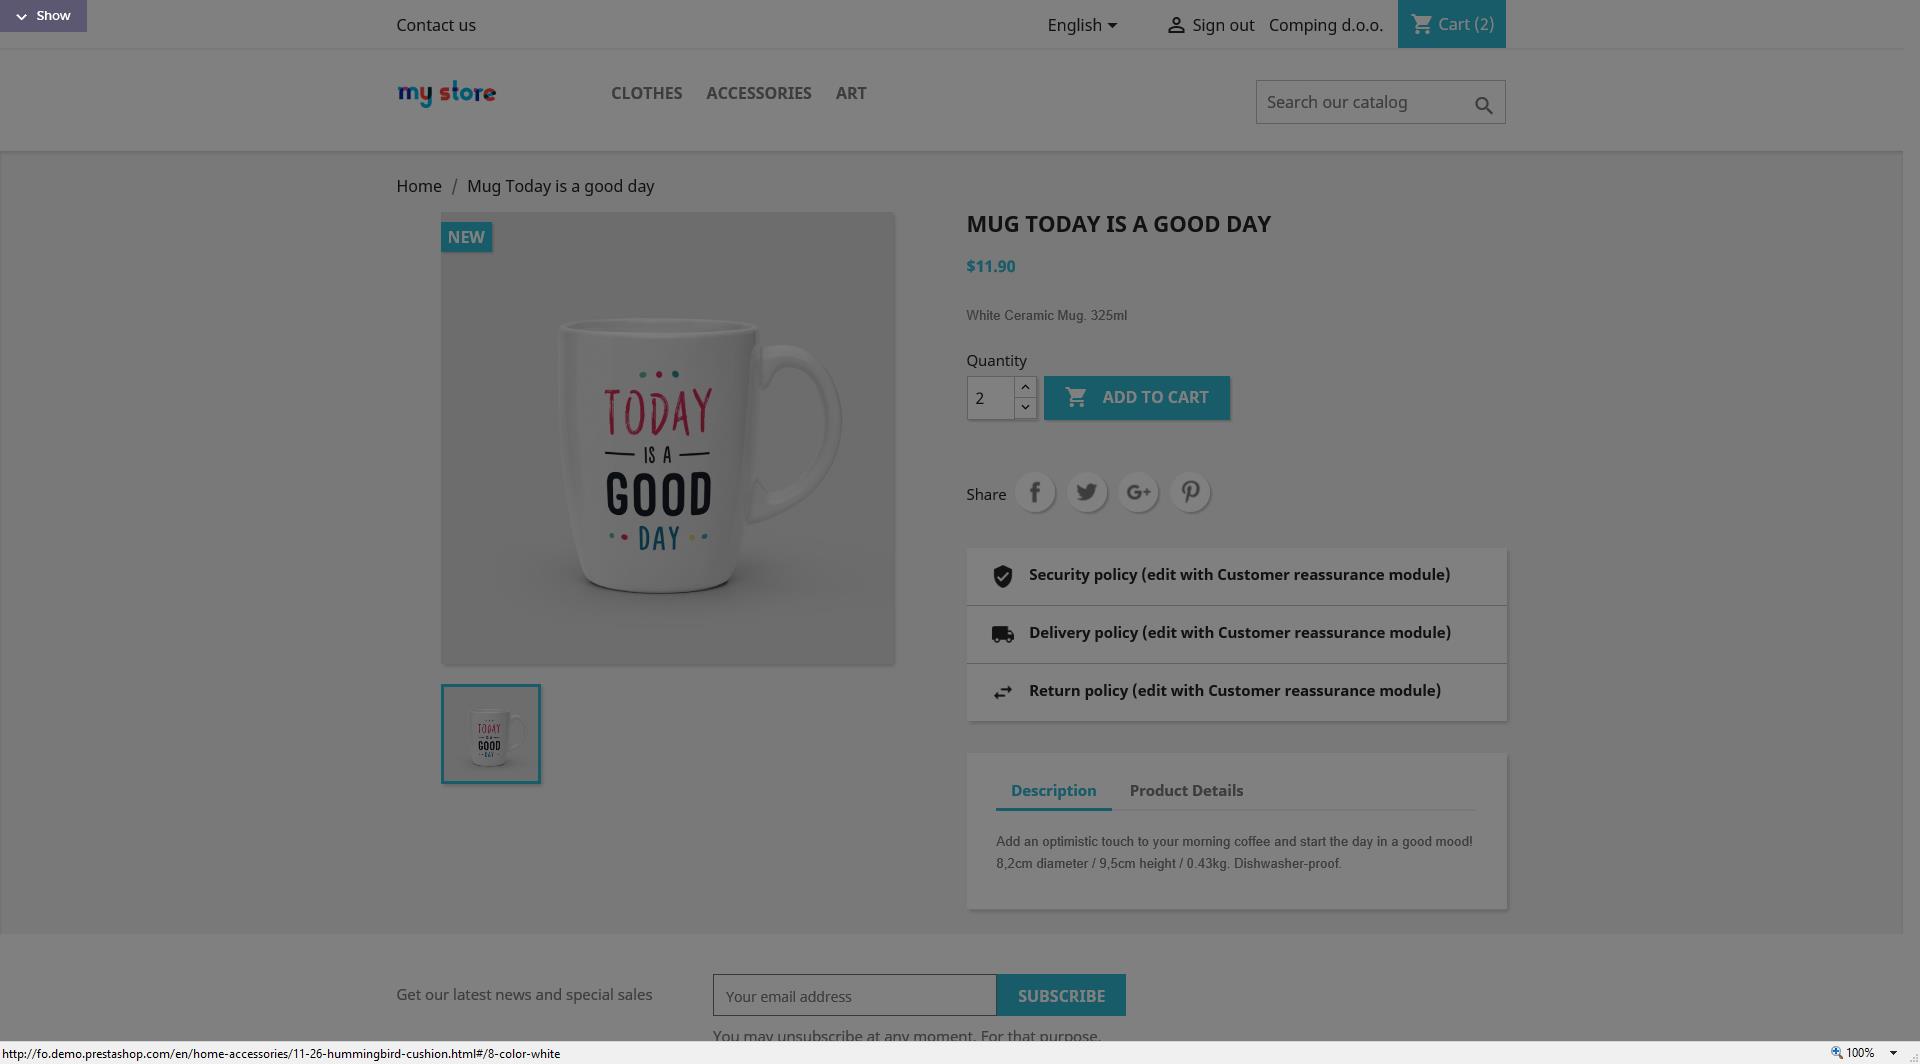 Show
Contact us
English
Sign out
Comping d.o.o.
Cart (2)
my store
CLOTHES
ACCESSORIES
ART
Search our catalog
Home / Mug Today is a good day
NEW
TODAY
IS A
GOOD
DAY
TODAY
IS A
GOOD
DAY
MUG TODAY IS A GOOD DAY
$11.90
White Ceramic Mug. 325ml
Quantity
2
ADD TO CART
Share
Security policy (edit with Customer reassurance module)
Delivery policy (edit with Customer reassurance module)
Return policy (edit with Customer reassurance module)
Description
Product Details
Add an optimistic touch to your morning coffee and start the day in a good mood!
8,2cm diameter / 9,5cm height / 0.43kg. Dishwasher-proof.
Get our latest news and special sales
Your email address
SUBSCRIBE
You may unsubscribe at any moment. For that purpose,
http://fo.demo.prestashop.com/en/home-accessories/11-26-hummingbird-cushion.html#/8-color-white
100%